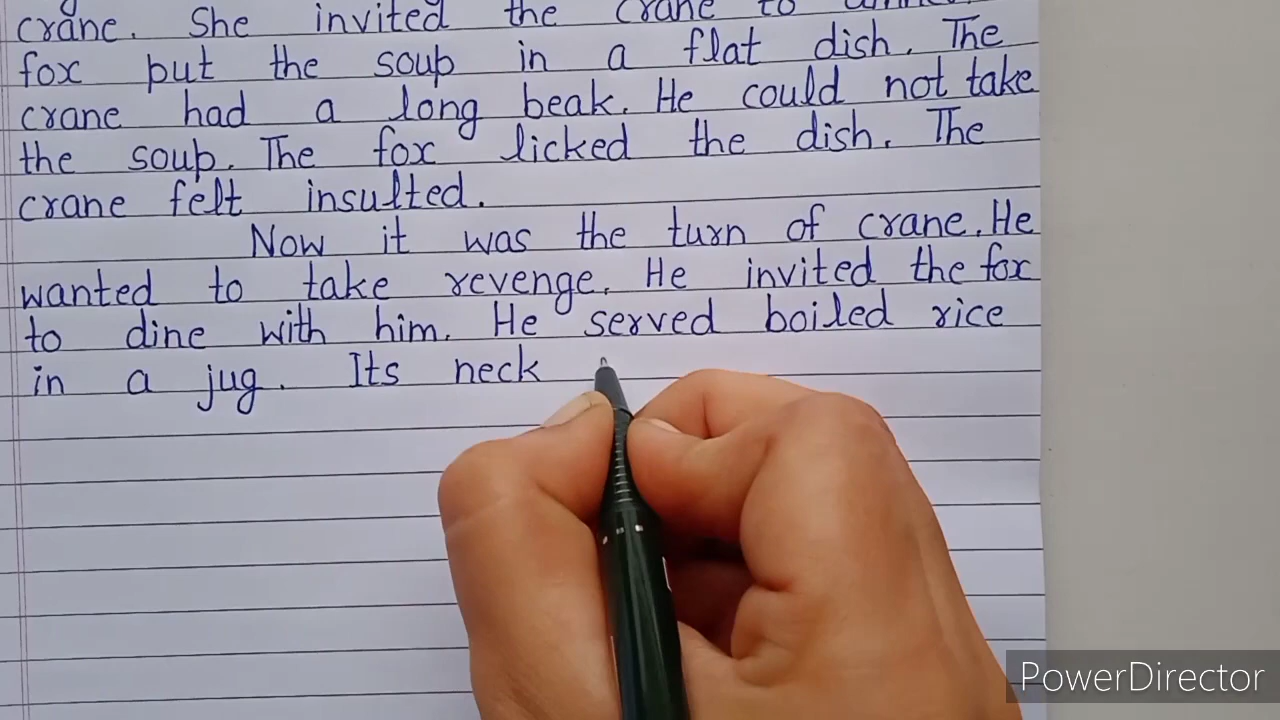 crane. She invited the crane to
fox put the soup in a flat dish. The
crane had a long beak. He could not take
the soup. The fox licked the dish. The
crane felt insulted.
Now it was the turn of crane. He
wanted to take revenge. He invited the fox
to dine with him. He served boiled rice
in a jug. Its neck
PowerDirector